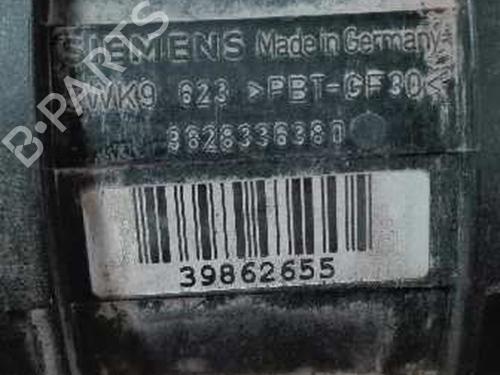 SIEMENS Made in Germany
5WK9 623 >PBT-GF30<
9628336380
39862655
B-PARTS